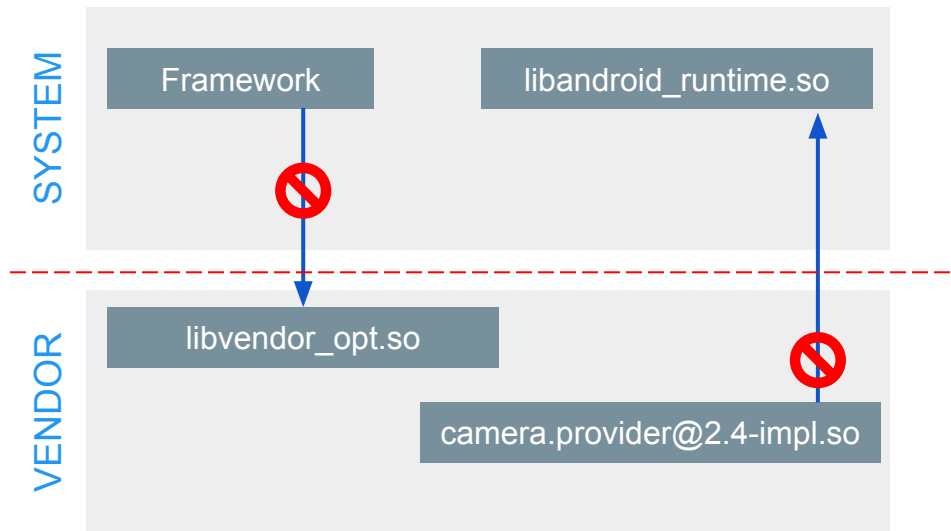 SYSTEM
Framework
libandroid_runtime.so
VENDOR
libvendor_opt.so
camera.provider@2.4-impl.so